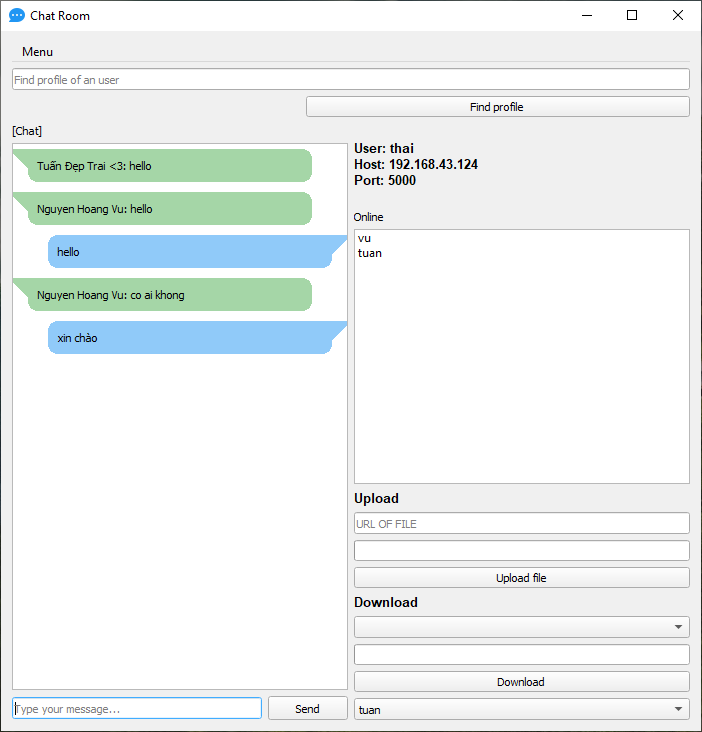 Chat Room
Menu
Find profile of an user
Find profile
[Chat]
Tuấn Đẹp Trai <3: hello
Nguyen Hoang Vu: hello
hello
Nguyen Hoang Vu: co ai khong
xin chào
Type your message...
Send
User: thai
Host: 192.168.43.124
Port: 5000
Online
vu
tuan
Upload
URL OF FILE
Upload file
Download
Download
tuan